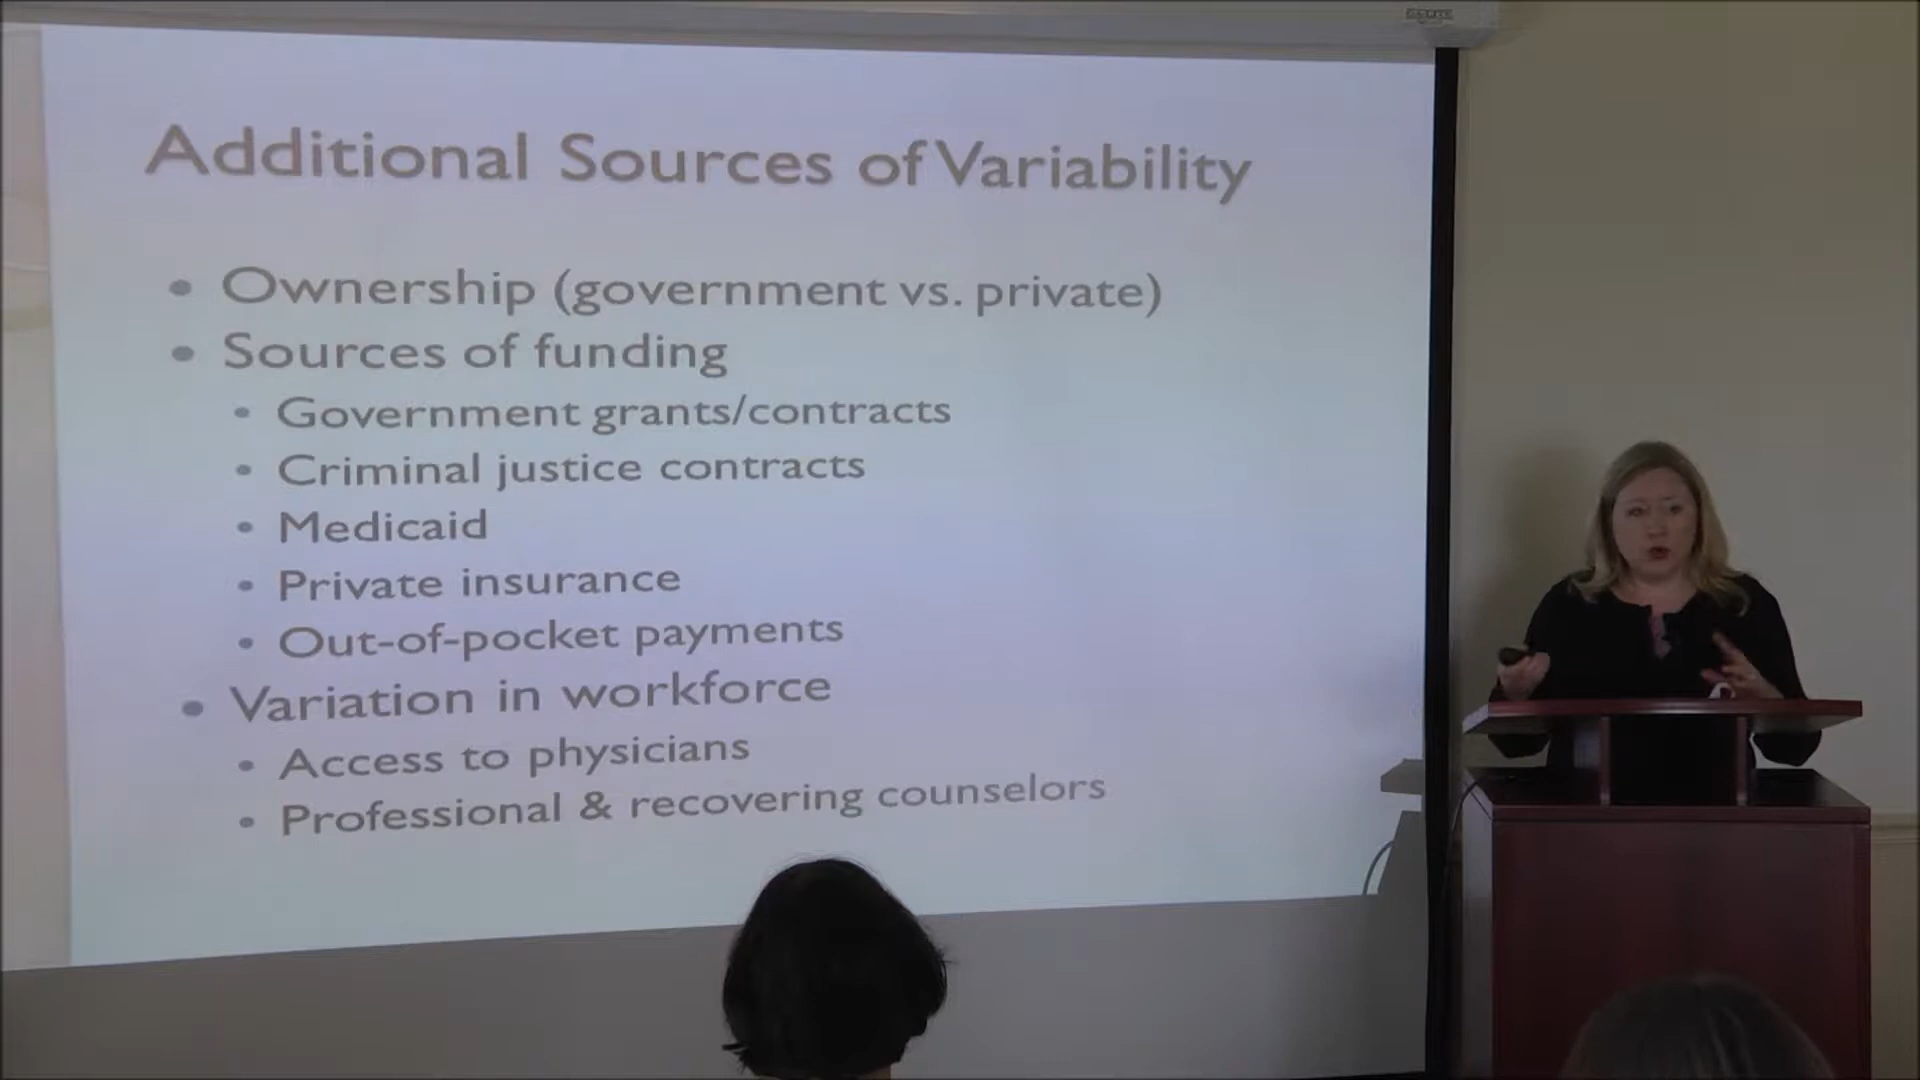 Additional Sources of Variability
• Ownership (government vs. private)
• Sources of funding
• Government grants/contracts
• Criminal justice contracts
• Medicaid
• Private insurance
• Out-of-pocket payments
• Variation in workforce
• Access to physicians
• Professional & recovering counselors